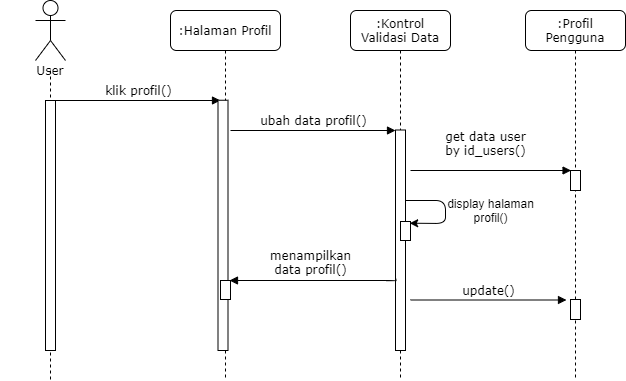 :Halaman Profil
:Kontrol
Validasi Data
:Profil
Pengguna
User
klik profil()
ubah data profil()
get data user
by id_users()
display halaman
profil()
menampilkan
data profil()
update()